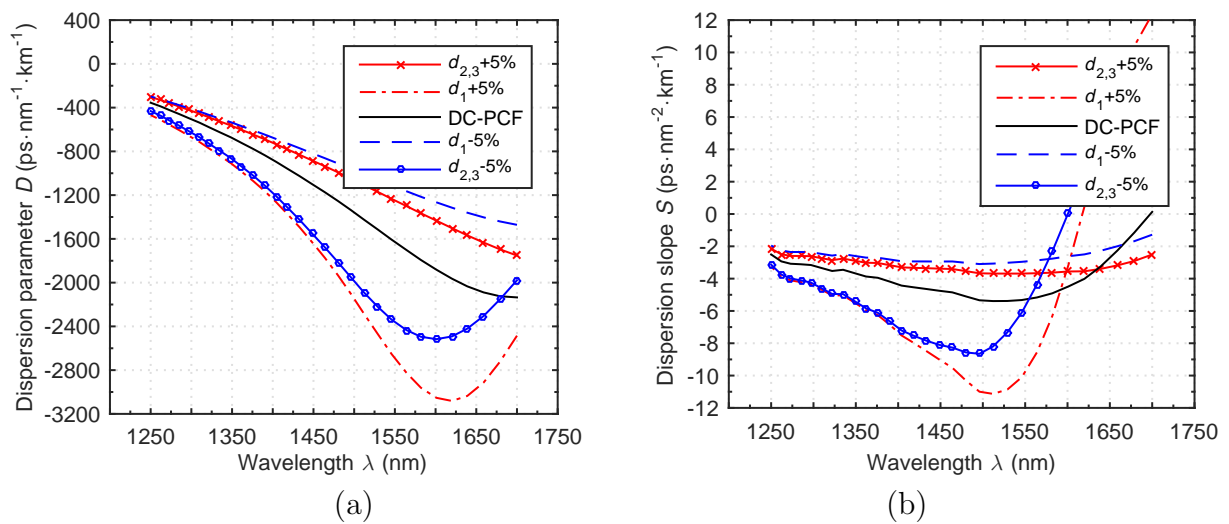 400
0
-400
-800
-1200
-1600
-2000
-2400
-2800
-3200
Dispersion parameter D (ps·nm⁻¹·km⁻¹)
d₂,₃+5%
d₁+5%
DC-PCF
d₁-5%
d₂,₃-5%
1250 1350 1450 1550 1650 1750
Wavelength λ (nm)
(a)
12
10
8
6
4
2
0
-2
-4
-6
-8
-10
-12
Dispersion slope S (ps·nm⁻²·km⁻¹)
d₂,₃+5%
d₁+5%
DC-PCF
d₁-5%
d₂,₃-5%
1250 1350 1450 1550 1650 1750
Wavelength λ (nm)
(b)